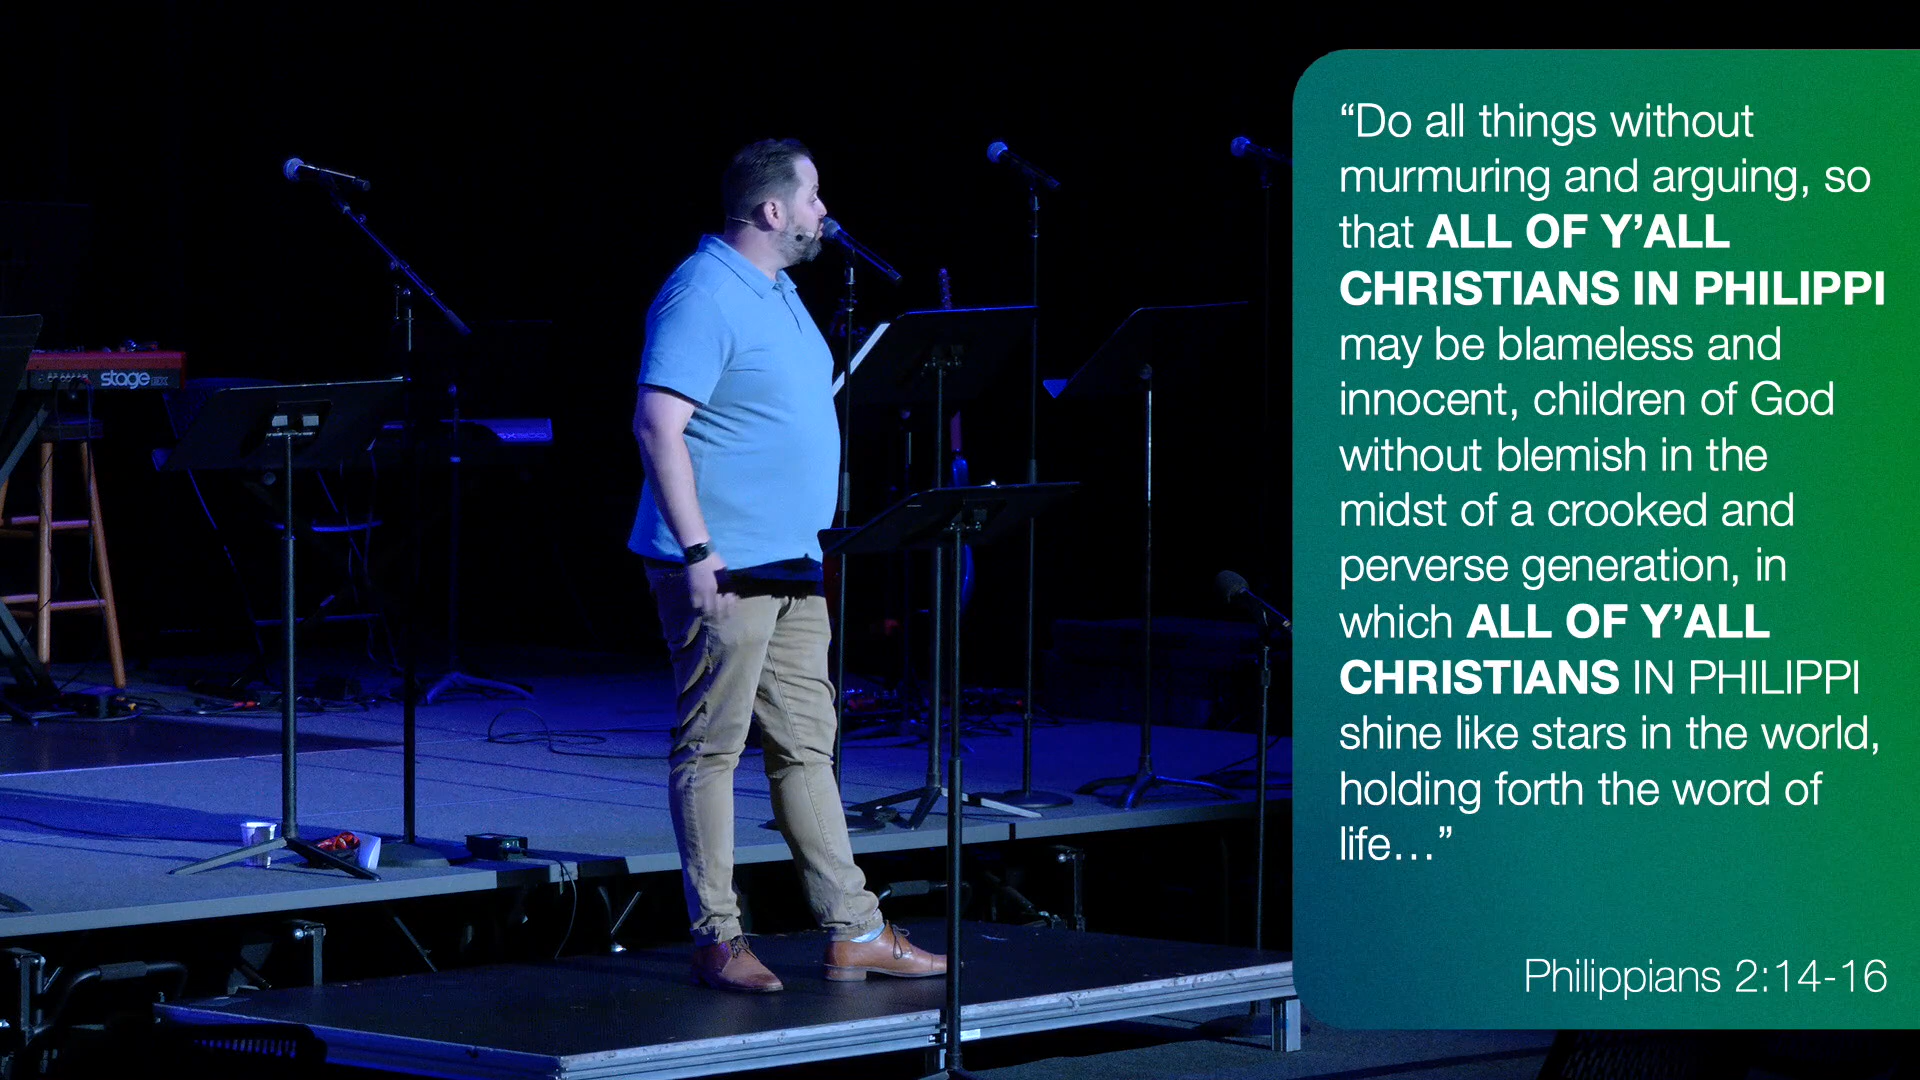 “Do all things without
murmuring and arguing, so
that ALL OF Y’ALL
CHRISTIANS IN PHILIPPI
may be blameless and
innocent, children of God
without blemish in the
midst of a crooked and
perverse generation, in
which ALL OF Y’ALL
CHRISTIANS IN PHILIPPI
shine like stars in the world,
holding forth the word of
life…”
Philippians 2:14-16
stage EX